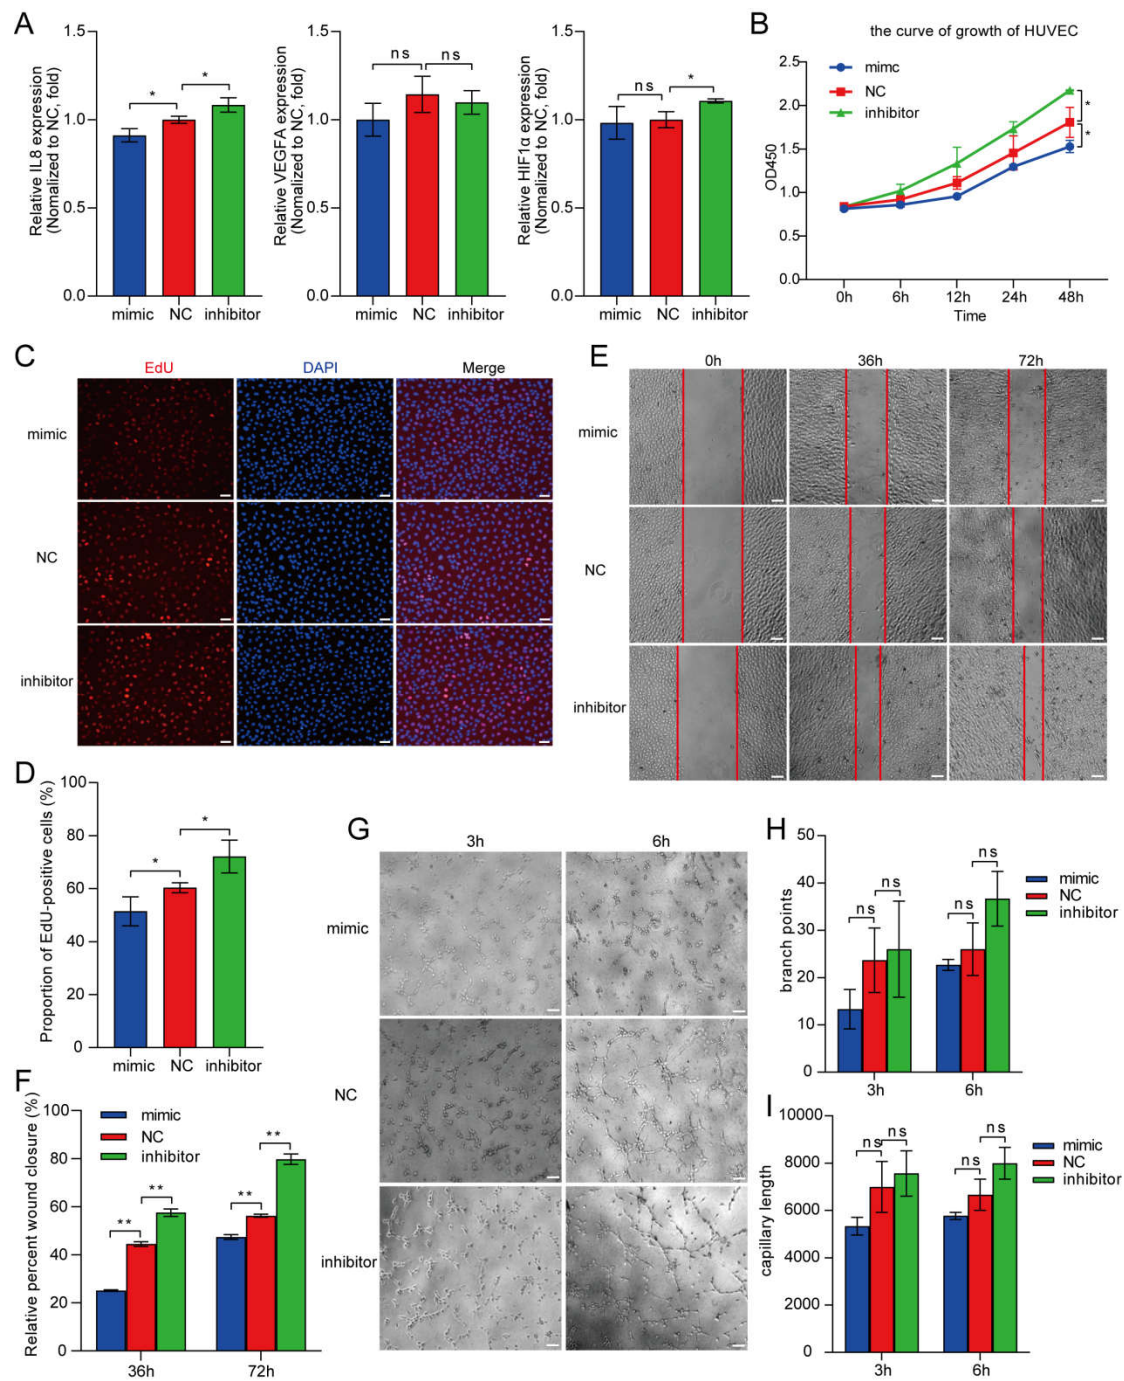 A
Relative IL8 expression
(Nomalized to NC, fold)
1.5
1.0
0.5
0.0
*
*
mimic NC inhibitor
Relative VEGFA expression
(Nomalized to NC, fold)
1.5
1.0
0.5
0.0
ns ns
mimic NC inhibitor
Relative HIF1α expression
(Nomalized to NC, fold)
1.5
1.0
0.5
0.0
ns *
mimic NC inhibitor
B
the curve of growth of HUVEC
mimc
NC
inhibitor
OD450
2.5
2.0
1.5
1.0
0.5
0.0
*
*
0h 6h 12h 24h 48h
Time
C
EdU DAPI Merge
mimic
NC
inhibitor
D
Proportion of EdU-positive cells (%)
100
80
60
40
20
0
*
*
mimic NC inhibitor
E
0h 36h 72h
mimic
NC
inhibitor
F
Relative percent wound closure (%)
100
80
60
40
20
0
mimic
NC
inhibitor
** **
** **
36h 72h
G
3h 6h
mimic
NC
inhibitor
H
branch points
50
40
30
20
10
0
ns ns
ns ns
mimic
NC
inhibitor
3h 6h
I
capillary length
10000
8000
6000
4000
2000
0
ns ns
ns ns
mimic
NC
inhibitor
3h 6h